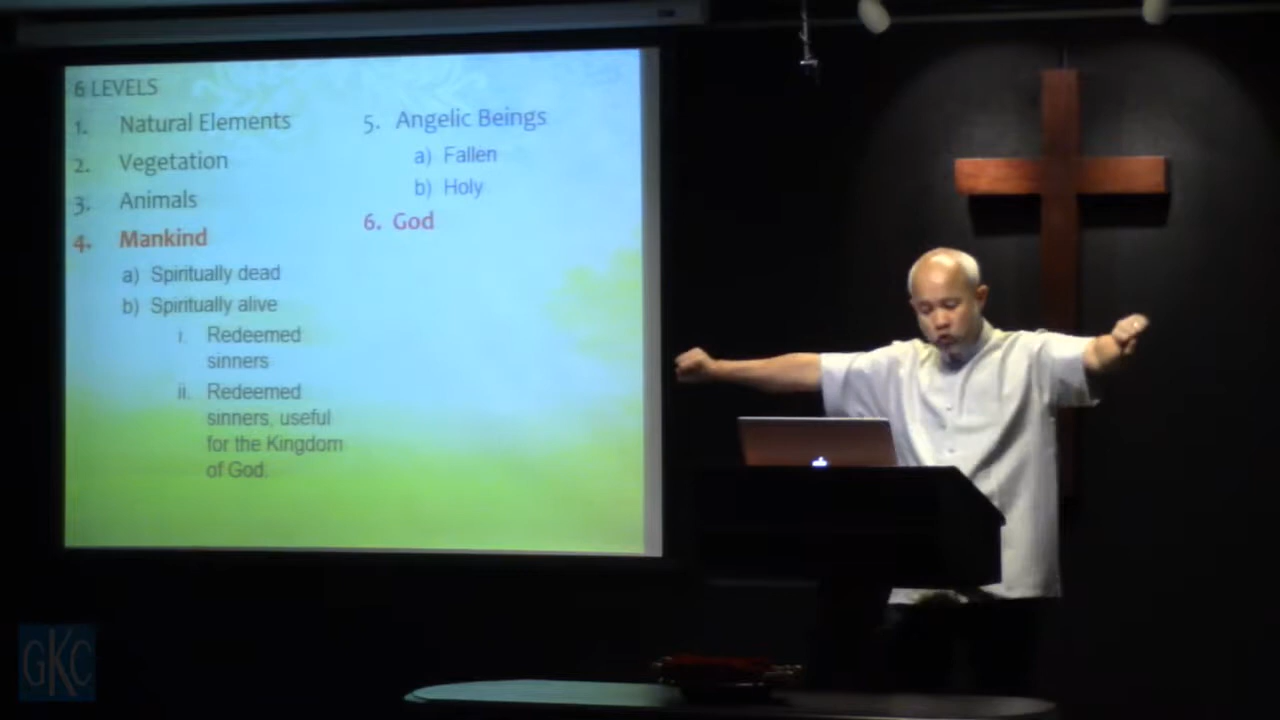 6 LEVELS
1. Natural Elements
2. Vegetation
3. Animals
4. Mankind
a) Spiritually dead
b) Spiritually alive
i. Redeemed
sinners
ii. Redeemed
sinners, useful
for the Kingdom
of God.
5. Angelic Beings
a) Fallen
b) Holy
6. God
GKC